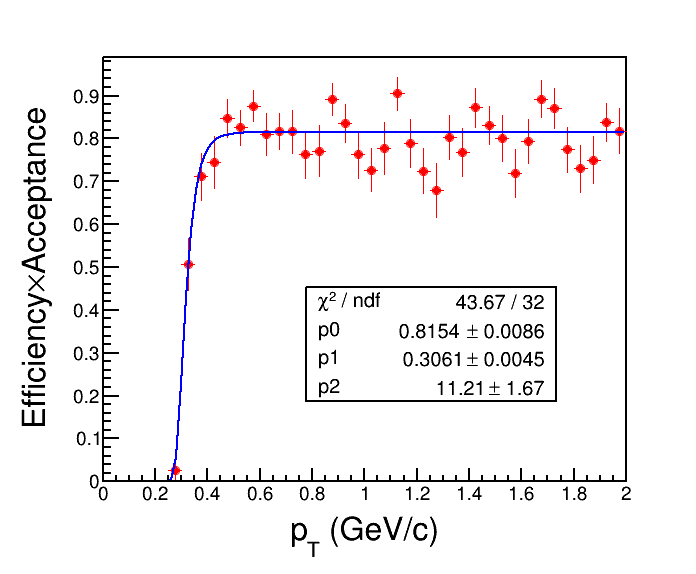 Efficiency×Acceptance
0.9
0.8
0.7
0.6
0.5
0.4
0.3
0.2
0.1
0
χ² / ndf 43.67 / 32
p0 0.8154 ± 0.0086
p1 0.3061 ± 0.0045
p2 11.21 ± 1.67
0 0.2 0.4 0.6 0.8 1 1.2 1.4 1.6 1.8 2
p_T (GeV/c)